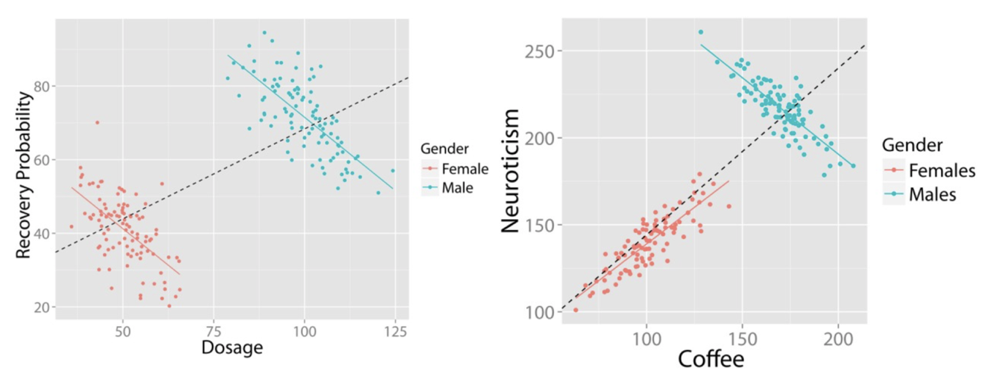 Recovery Probability
80
60
40
20
50
75
100
125
Dosage
Gender
Female
Male
Neuroticism
250
200
150
100
100
150
200
Coffee
Gender
Females
Males